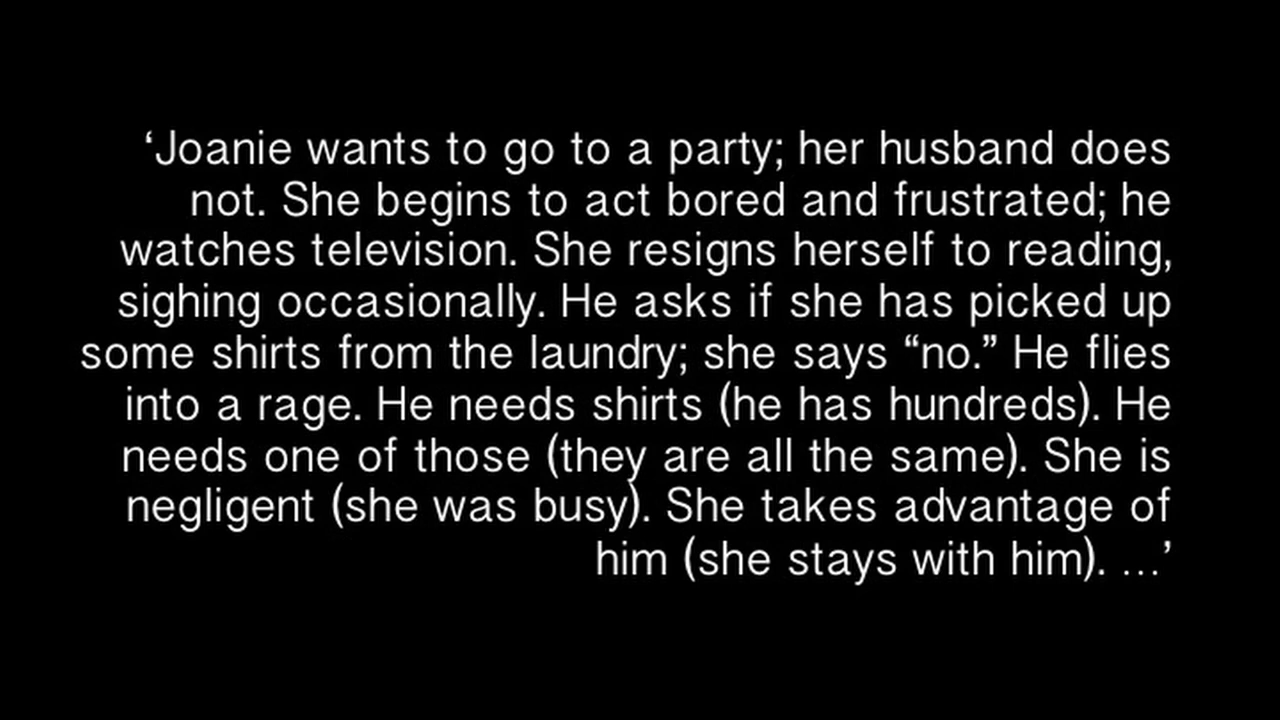 ‘Joanie wants to go to a party; her husband does
not. She begins to act bored and frustrated; he
watches television. She resigns herself to reading,
sighing occasionally. He asks if she has picked up
some shirts from the laundry; she says “no.” He flies
into a rage. He needs shirts (he has hundreds). He
needs one of those (they are all the same). She is
negligent (she was busy). She takes advantage of
him (she stays with him). …’